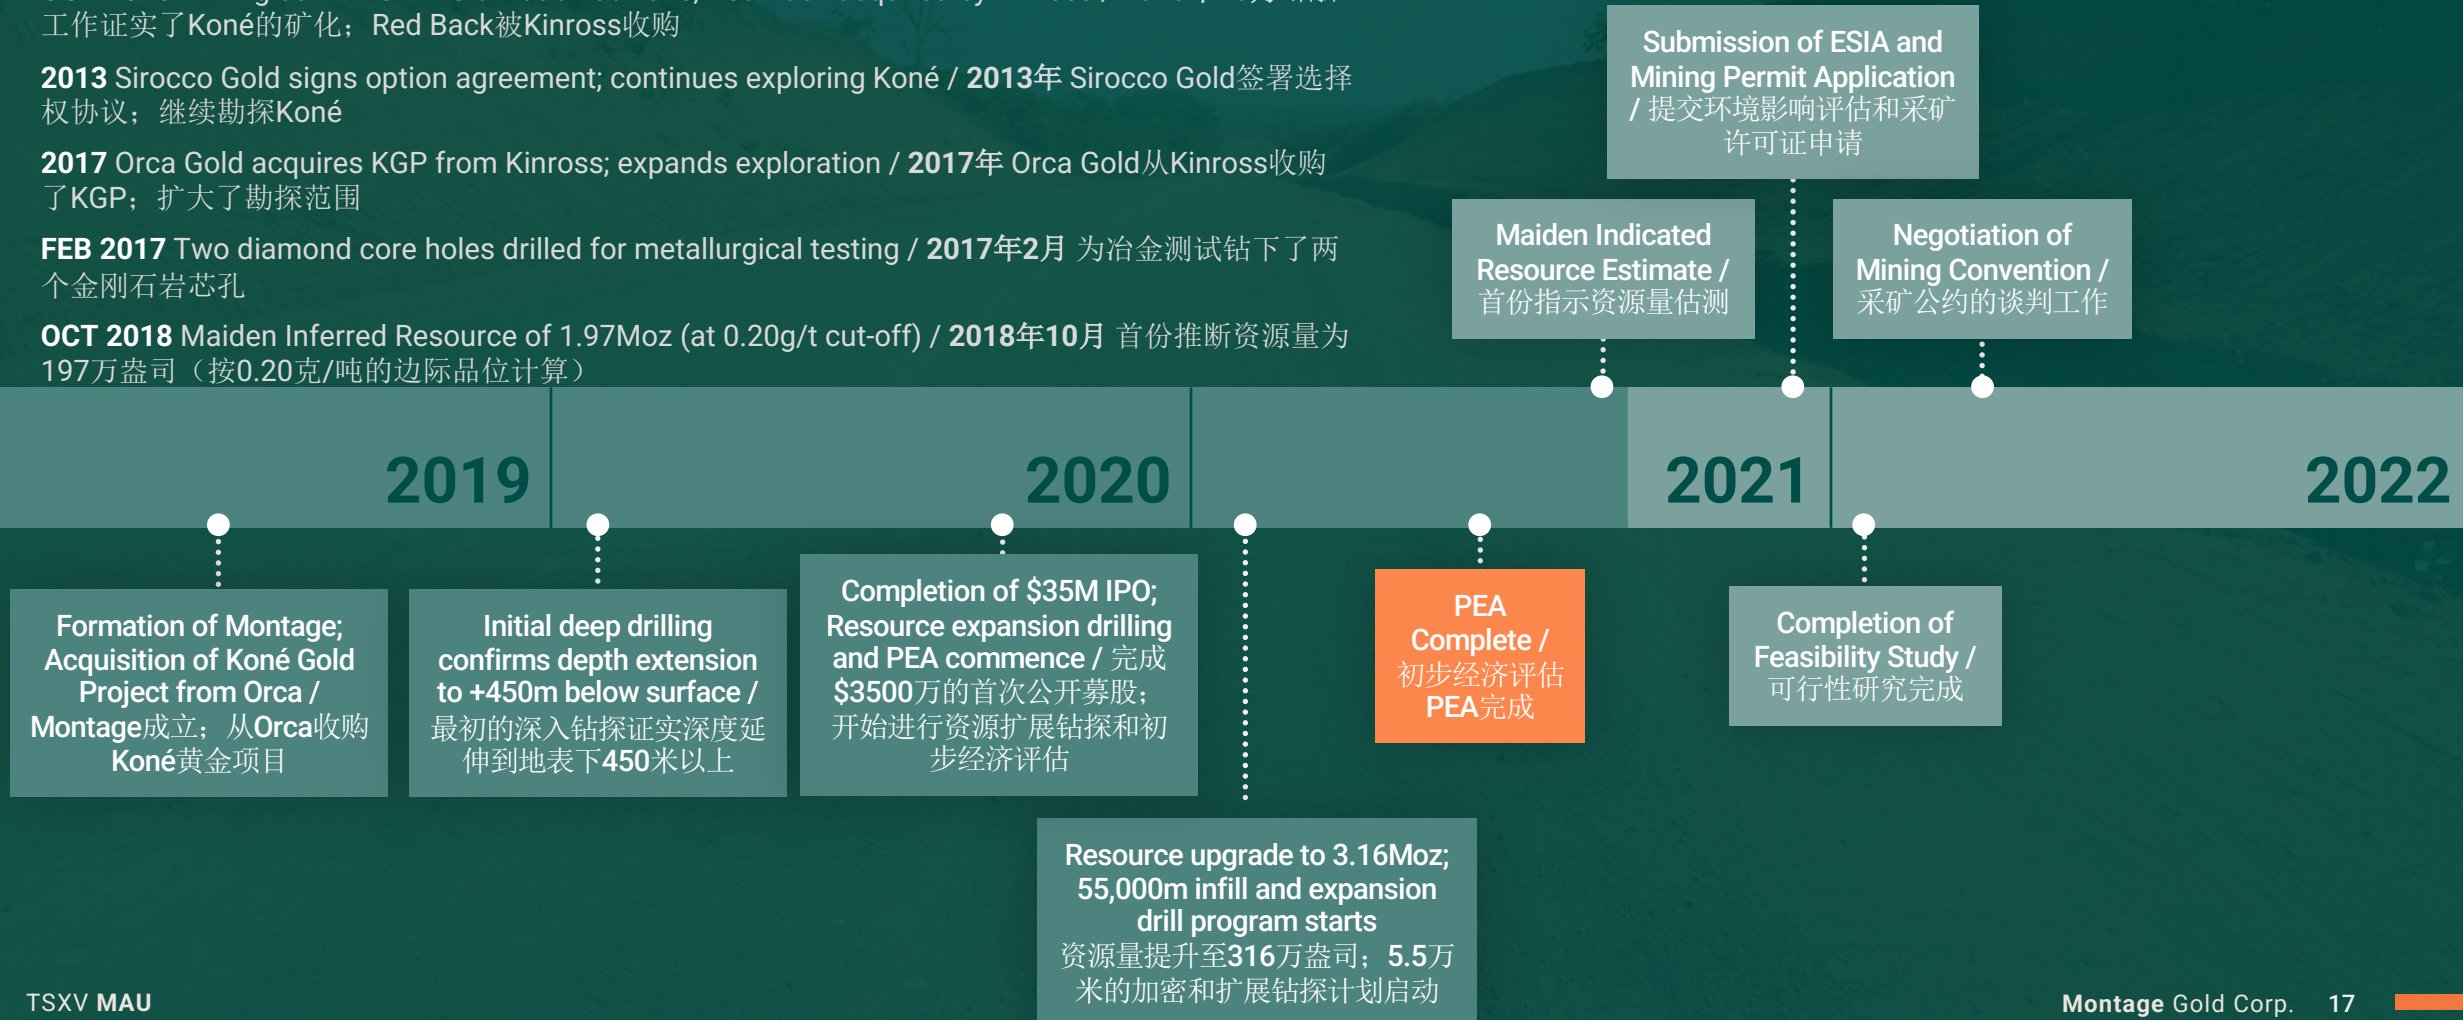 工作证实了Koné的矿化；Red Back被Kinross收购
2013 Sirocco Gold signs option agreement; continues exploring Koné / 2013年 Sirocco Gold签署选择
权协议；继续勘探Koné
2017 Orca Gold acquires KGP from Kinross; expands exploration / 2017年 Orca Gold从Kinross收购
了KGP；扩大了勘探范围
FEB 2017 Two diamond core holes drilled for metallurgical testing / 2017年2月 为冶金测试钻下了两
个金刚石岩芯孔
OCT 2018 Maiden Inferred Resource of 1.97Moz (at 0.20g/t cut-off) / 2018年10月 首份推断资源量为
197万盎司（按0.20克/吨的边际品位计算）
Submission of ESIA and
Mining Permit Application
/ 提交环境影响评估和采矿
许可证申请
Maiden Indicated
Resource Estimate /
首份指示资源量估测
Negotiation of
Mining Convention /
采矿公约的谈判工作
2019
2020
2021
2022
Formation of Montage;
Acquisition of Koné Gold
Project from Orca /
Montage成立；从Orca收购
Koné黄金项目
Initial deep drilling
confirms depth extension
to +450m below surface /
最初的深入钻探证实深度延
伸到地表下450米以上
Completion of $35M IPO;
Resource expansion drilling
and PEA commence / 完成
$3500万的首次公开募股；
开始进行资源扩展钻探和初
步经济评估
Resource upgrade to 3.16Moz;
55,000m infill and expansion
drill program starts
资源量提升至316万盎司；5.5万
米的加密和扩展钻探计划启动
PEA
Complete /
初步经济评估
PEA完成
Completion of
Feasibility Study /
可行性研究完成
TSXV MAU
Montage Gold Corp. 17